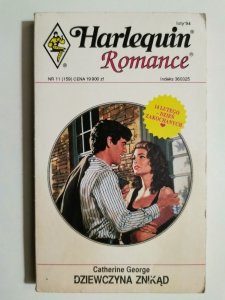 luty'94
Harlequin®
Romance®
NR 11 (159) CENA 19 900 zł
Indeks 360325
14 LUTEGO
- DZIEŃ
ZAKOCHANYCH
Catherine George
DZIEWCZYNA ZNIKĄD